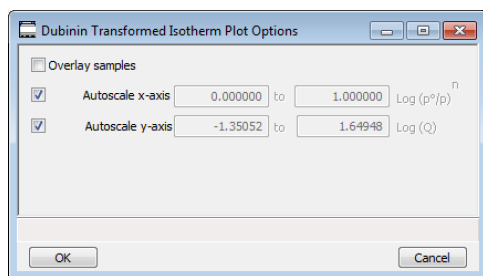 Dubinin Transformed Isotherm Plot Options
Overlay samples
Autoscale x-axis 0.000000 to 1.000000 Log (p°/p)ⁿ
Autoscale y-axis -1.35052 to 1.64948 Log (Q)
OK Cancel